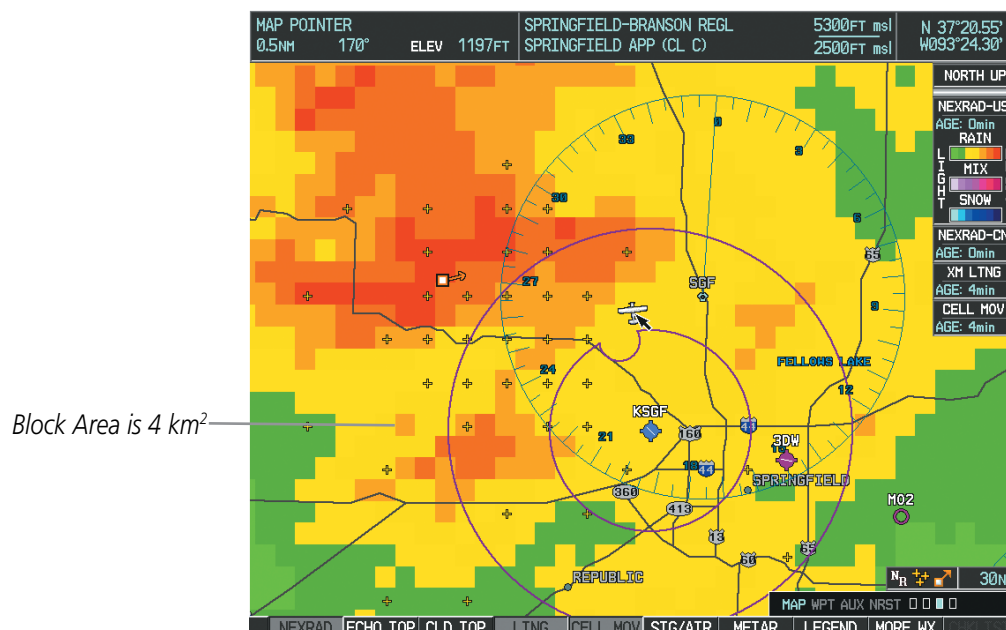 MAP POINTER
0.5NM 170° ELEV 1197FT
SPRINGFIELD-BRANSON REGL 5300FT msl
SPRINGFIELD APP (CL C) 2500FT msl
N 37°20.55'
W093°24.30'
NORTH UP
NEXRAD-US
AGE: 0min
RAIN
LIGHT
MIX
SNOW
NEXRAD-CN
AGE: 0min
XM LTNG
AGE: 4min
CELL MOV
AGE: 4min
33
0
3
30
6
65
27
SGF
9
FELLOWS LAKE
24
12
Block Area is 4 km²
KSGF
21
160
44
3DW
15
18
44
SPRINGFIELD
360
413
MO2
13
60
65
REPUBLIC
NR
30N
MAP WPT AUX NRST
NEXRAD ECHO TOP CLD TOP LTNG CELL MOV SIG/AIR METAR LEGEND MORE WX